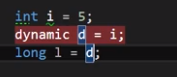 int i = 5;
dynamic d = i;
long l = d;